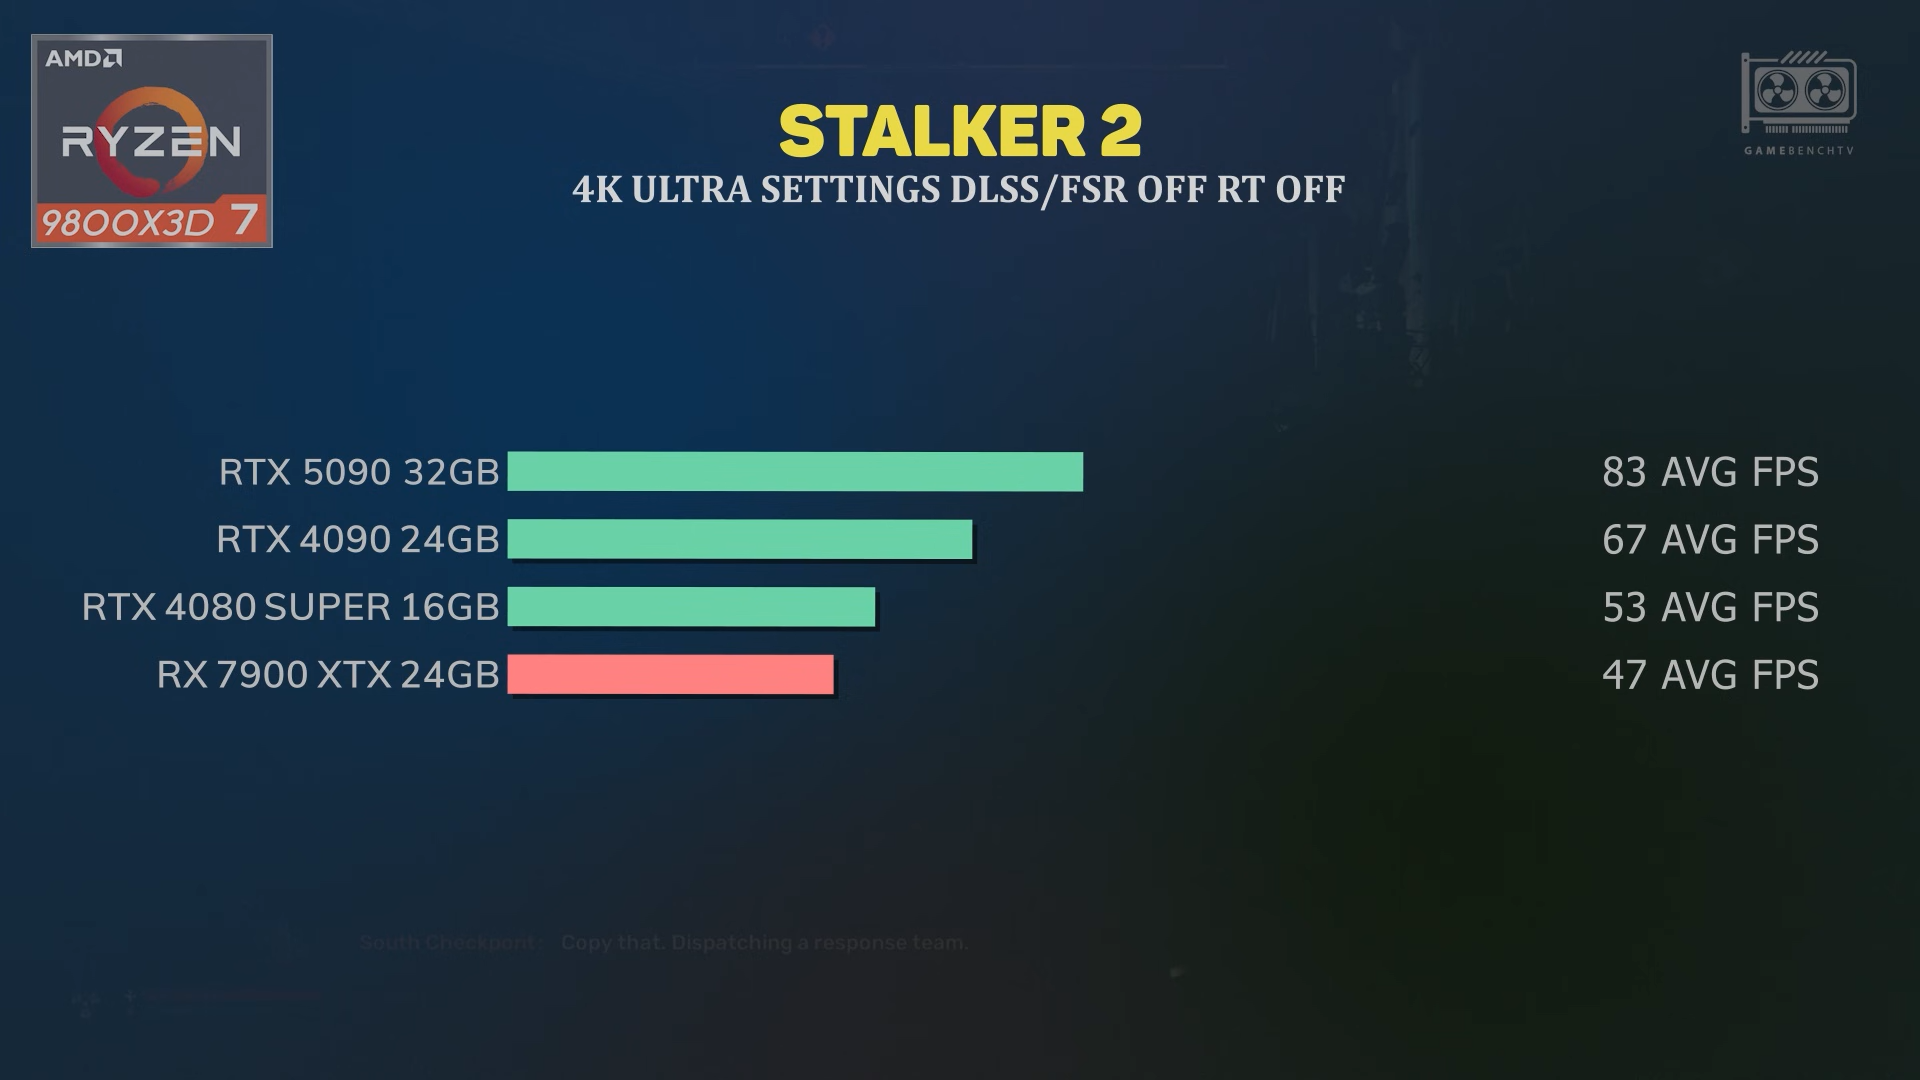 AMD
RYZEN
9800X3D 7
GAMEBENCHTV
STALKER 2
4K ULTRA SETTINGS DLSS/FSR OFF RT OFF
RTX 5090 32GB 83 AVG FPS
RTX 4090 24GB 67 AVG FPS
RTX 4080 SUPER 16GB 53 AVG FPS
RX 7900 XTX 24GB 47 AVG FPS
South Checkpoint: Copy that. Dispatching a response team.